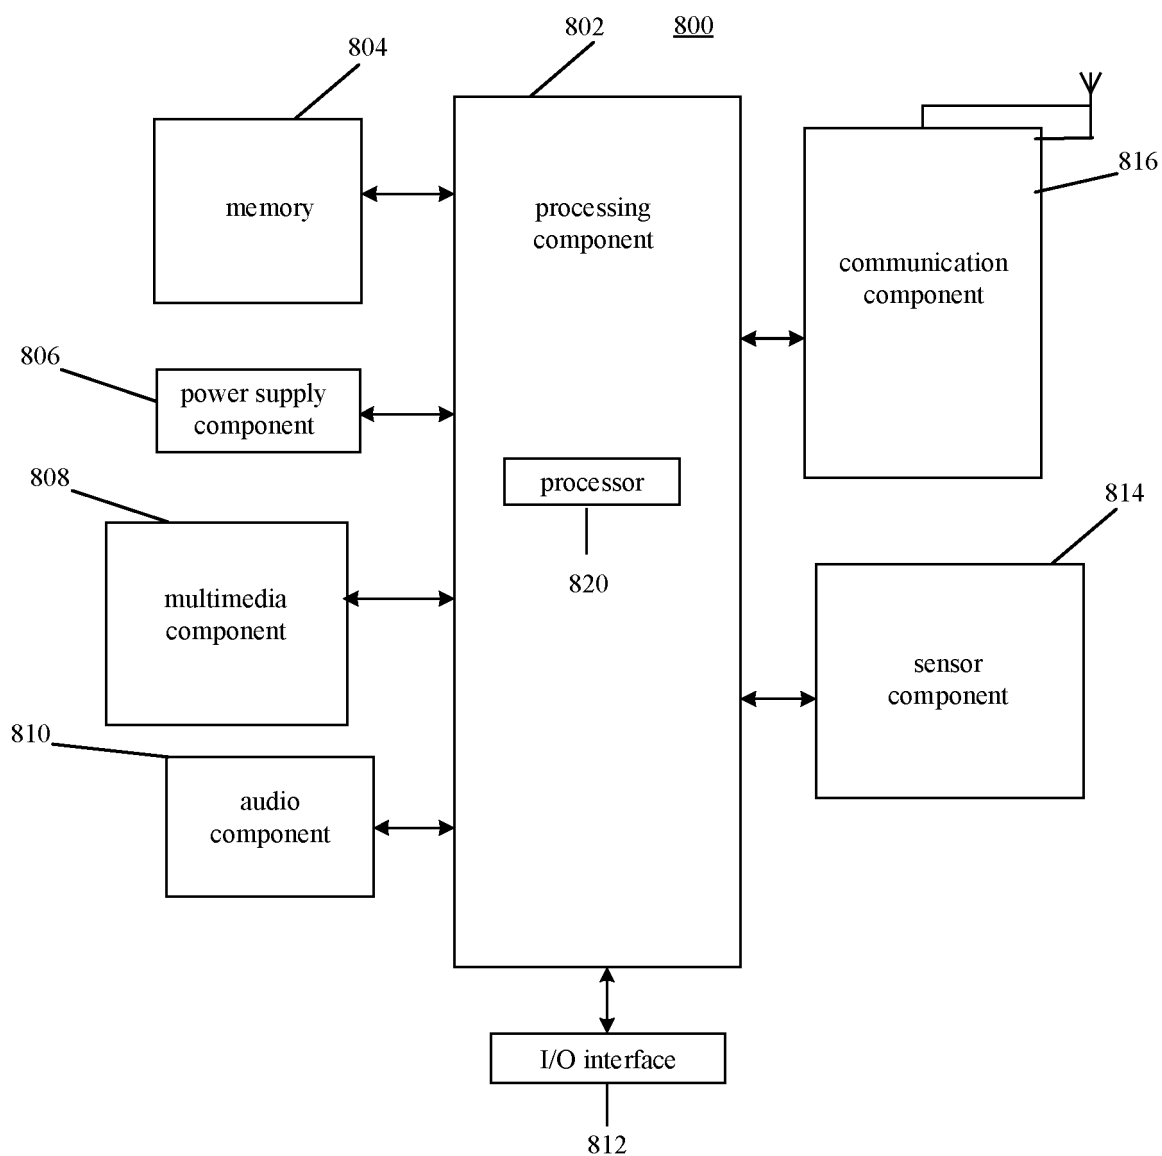 800
802
804
memory
processing
component
816
communication
component
806
power supply
component
808
processor
820
814
multimedia
component
sensor
component
810
audio
component
I/O interface
812